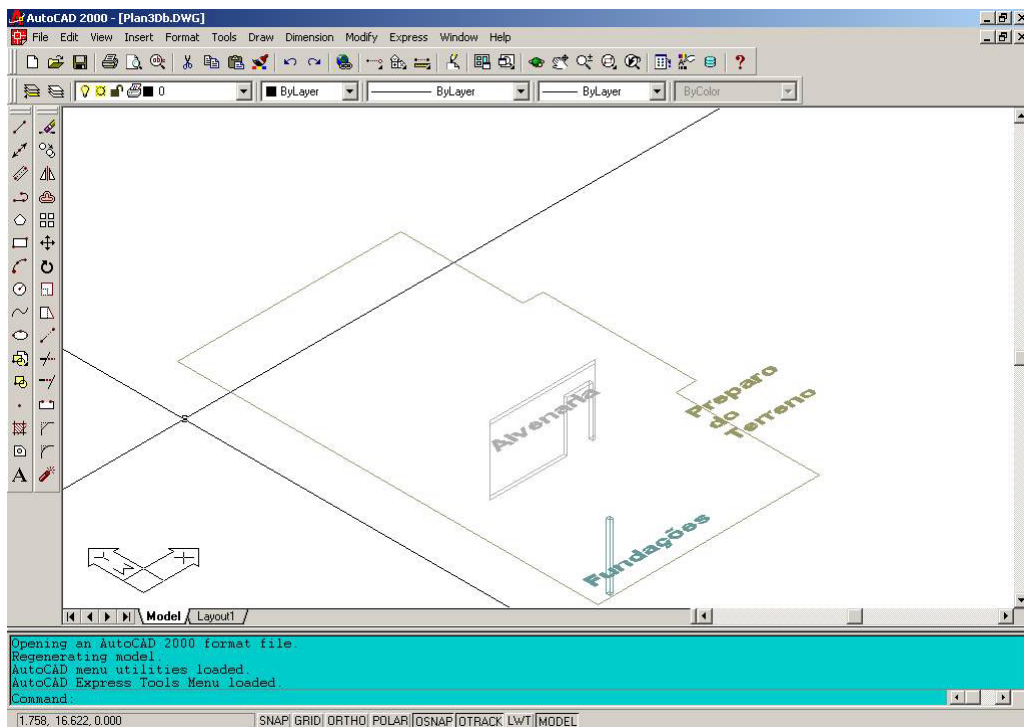 AutoCAD 2000 - [Plan3Db.DWG]
File Edit View Insert Format Tools Draw Dimension Modify Express Window Help
0 ByLayer ByLayer ByLayer ByColor
Preparo
do
Terreno
Alvenaria
Fundações
Model Layout1
Opening an AutoCAD 2000 format file.
Regenerating model.
AutoCAD menu utilities loaded.
AutoCAD Express Tools Menu loaded.
Command:
1.758, 16.622, 0.000 SNAP GRID ORTHO POLAR OSNAP OTRACK LWT MODEL